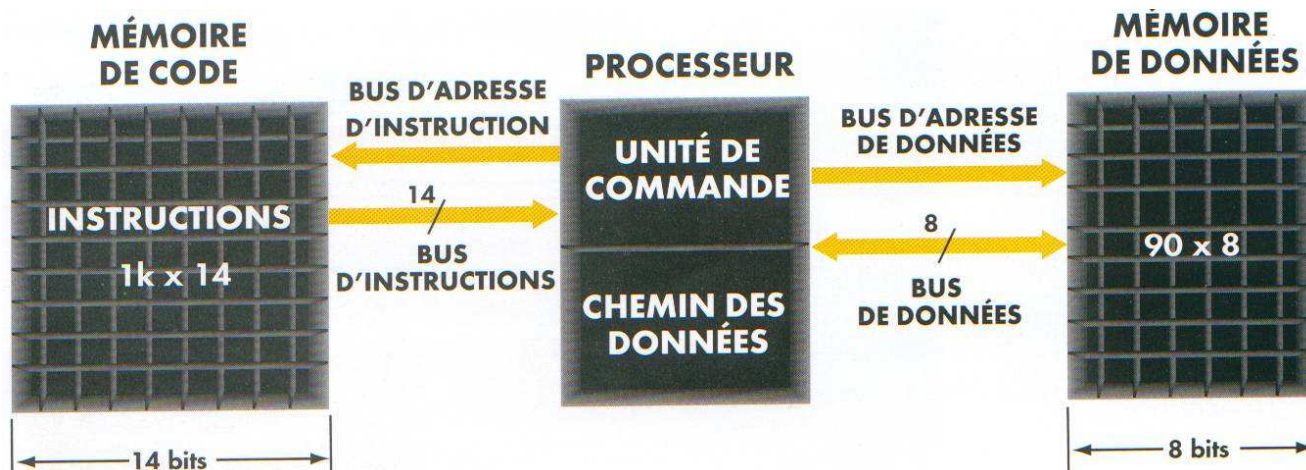 MÉMOIRE
DE CODE
INSTRUCTIONS
1k x 14
14 bits
BUS D'ADRESSE
D'INSTRUCTION
14
BUS
D'INSTRUCTIONS
PROCESSEUR
UNITÉ DE
COMMANDE
CHEMIN DES
DONNÉES
BUS D'ADRESSE
DE DONNÉES
8
BUS
DE DONNÉES
MÉMOIRE
DE DONNÉES
90 x 8
8 bits